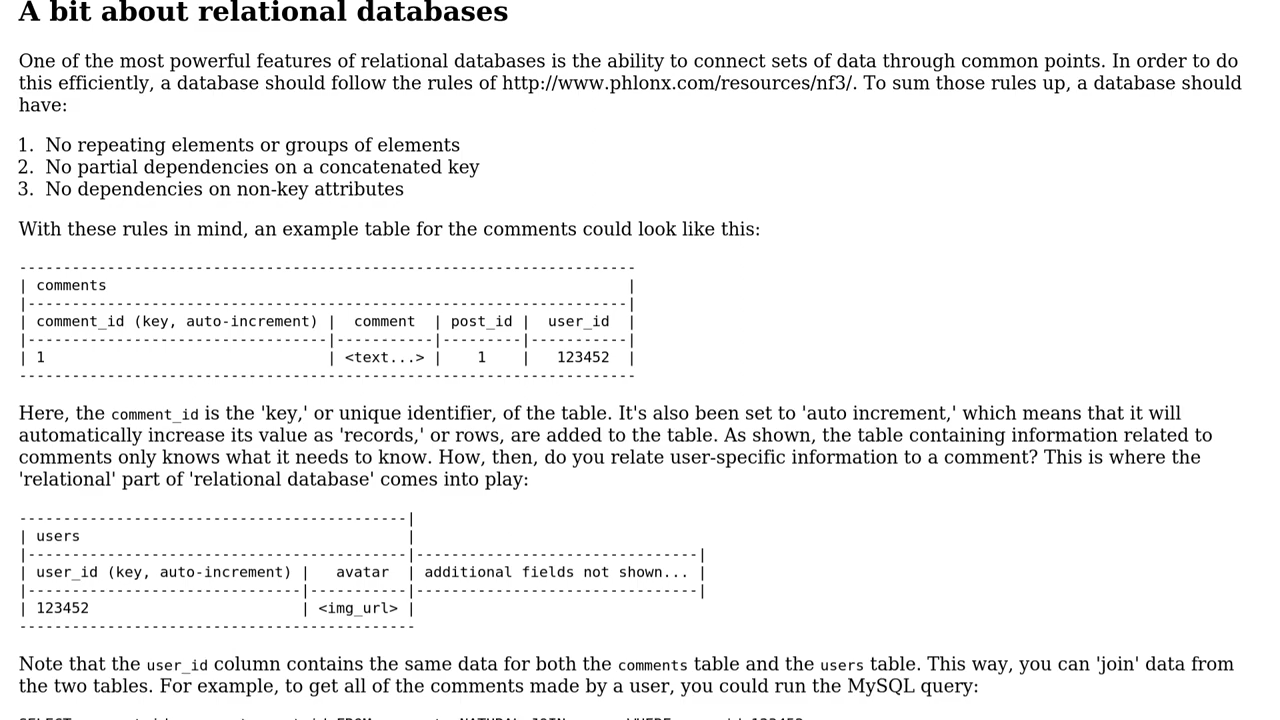 A bit about relational databases
One of the most powerful features of relational databases is the ability to connect sets of data through common points. In order to do
this efficiently, a database should follow the rules of http://www.phlonx.com/resources/nf3/. To sum those rules up, a database should
have:
1. No repeating elements or groups of elements
2. No partial dependencies on a concatenated key
3. No dependencies on non-key attributes
With these rules in mind, an example table for the comments could look like this:
----------------------------------------------------------------------
| comments                                                           |
|--------------------------------------------------------------------|
| comment_id (key, auto-increment) |  comment  | post_id |  user_id  |
|----------------------------------|-----------|---------|-----------|
| 1                                | <text...> |    1    |   123452  |
----------------------------------------------------------------------
Here, the comment_id is the 'key,' or unique identifier, of the table. It's also been set to 'auto increment,' which means that it will
automatically increase its value as 'records,' or rows, are added to the table. As shown, the table containing information related to
comments only knows what it needs to know. How, then, do you relate user-specific information to a comment? This is where the
'relational' part of 'relational database' comes into play:
--------------------------------------------|
| users                                     |
|-------------------------------------------|--------------------------------|
| user_id (key, auto-increment) |   avatar  | additional fields not shown... |
|-------------------------------|-----------|--------------------------------|
| 123452                        | <img_url> |
---------------------------------------------
Note that the user_id column contains the same data for both the comments table and the users table. This way, you can 'join' data from
the two tables. For example, to get all of the comments made by a user, you could run the MySQL query: